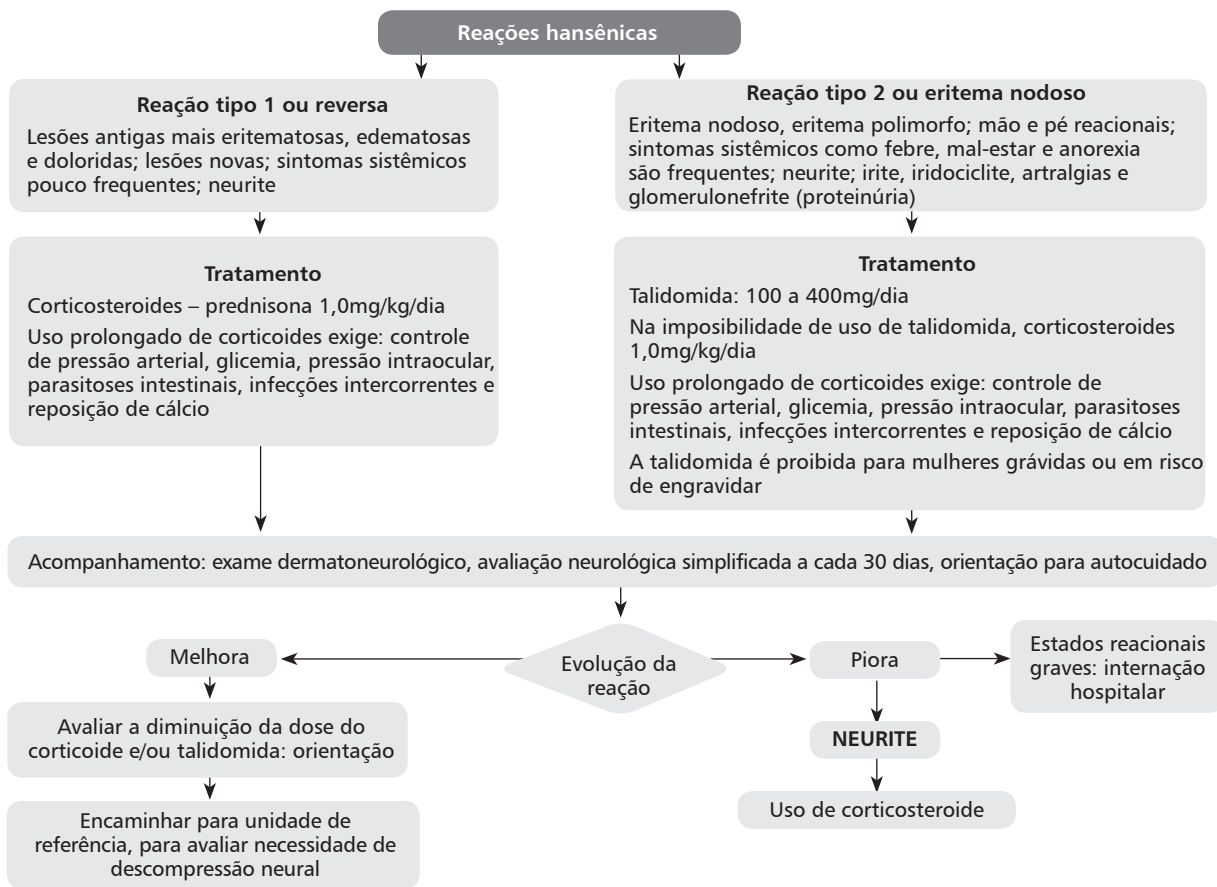 Reações hansênicas
Reação tipo 1 ou reversa
Lesões antigas mais eritematosas, edematosas
e doloridas; lesões novas; sintomas sistêmicos
pouco frequentes; neurite
Reação tipo 2 ou eritema nodoso
Eritema nodoso, eritema polimorfo; mão e pé reacionais;
sintomas sistêmicos como febre, mal-estar e anorexia
são frequentes; neurite; irite, iridociclite, artralgias e
glomerulonefrite (proteinúria)
Tratamento
Corticosteroides – prednisona 1,0mg/kg/dia
Uso prolongado de corticoides exige: controle
de pressão arterial, glicemia, pressão intraocular,
parasitoses intestinais, infecções intercorrentes e
reposição de cálcio
Tratamento
Talidomida: 100 a 400mg/dia
Na imposibilidade de uso de talidomida, corticosteroides
1,0mg/kg/dia
Uso prolongado de corticoides exige: controle de
pressão arterial, glicemia, pressão intraocular, parasitoses
intestinais, infecções intercorrentes e reposição de cálcio
A talidomida é proibida para mulheres grávidas ou em risco
de engravidar
Acompanhamento: exame dermatoneurológico, avaliação neurológica simplificada a cada 30 dias, orientação para autocuidado
Evolução da
reação
Melhora
Avaliar a diminuição da dose do
corticoide e/ou talidomida: orientação
Encaminhar para unidade de
referência, para avaliar necessidade de
descompressão neural
Piora
NEURITE
Uso de corticosteroide
Estados reacionais
graves: internação
hospitalar